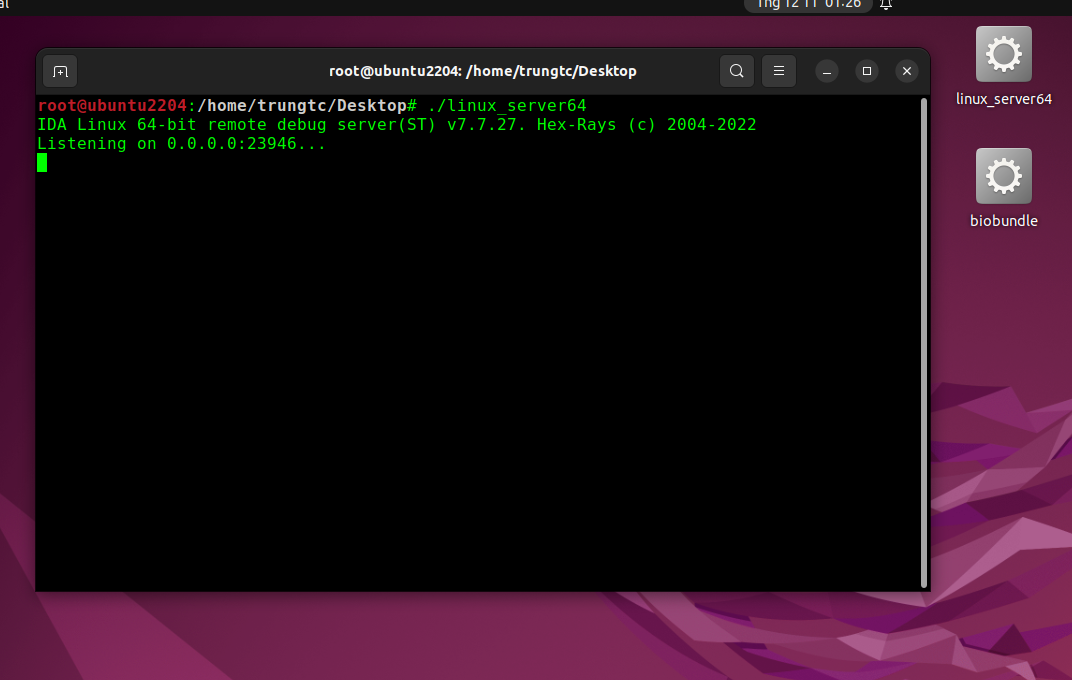 al
Thg 12 11 01:26
root@ubuntu2204: /home/trungtc/Desktop
root@ubuntu2204:/home/trungtc/Desktop# ./linux_server64
IDA Linux 64-bit remote debug server(ST) v7.7.27. Hex-Rays (c) 2004-2022
Listening on 0.0.0.0:23946...
linux_server64
biobundle